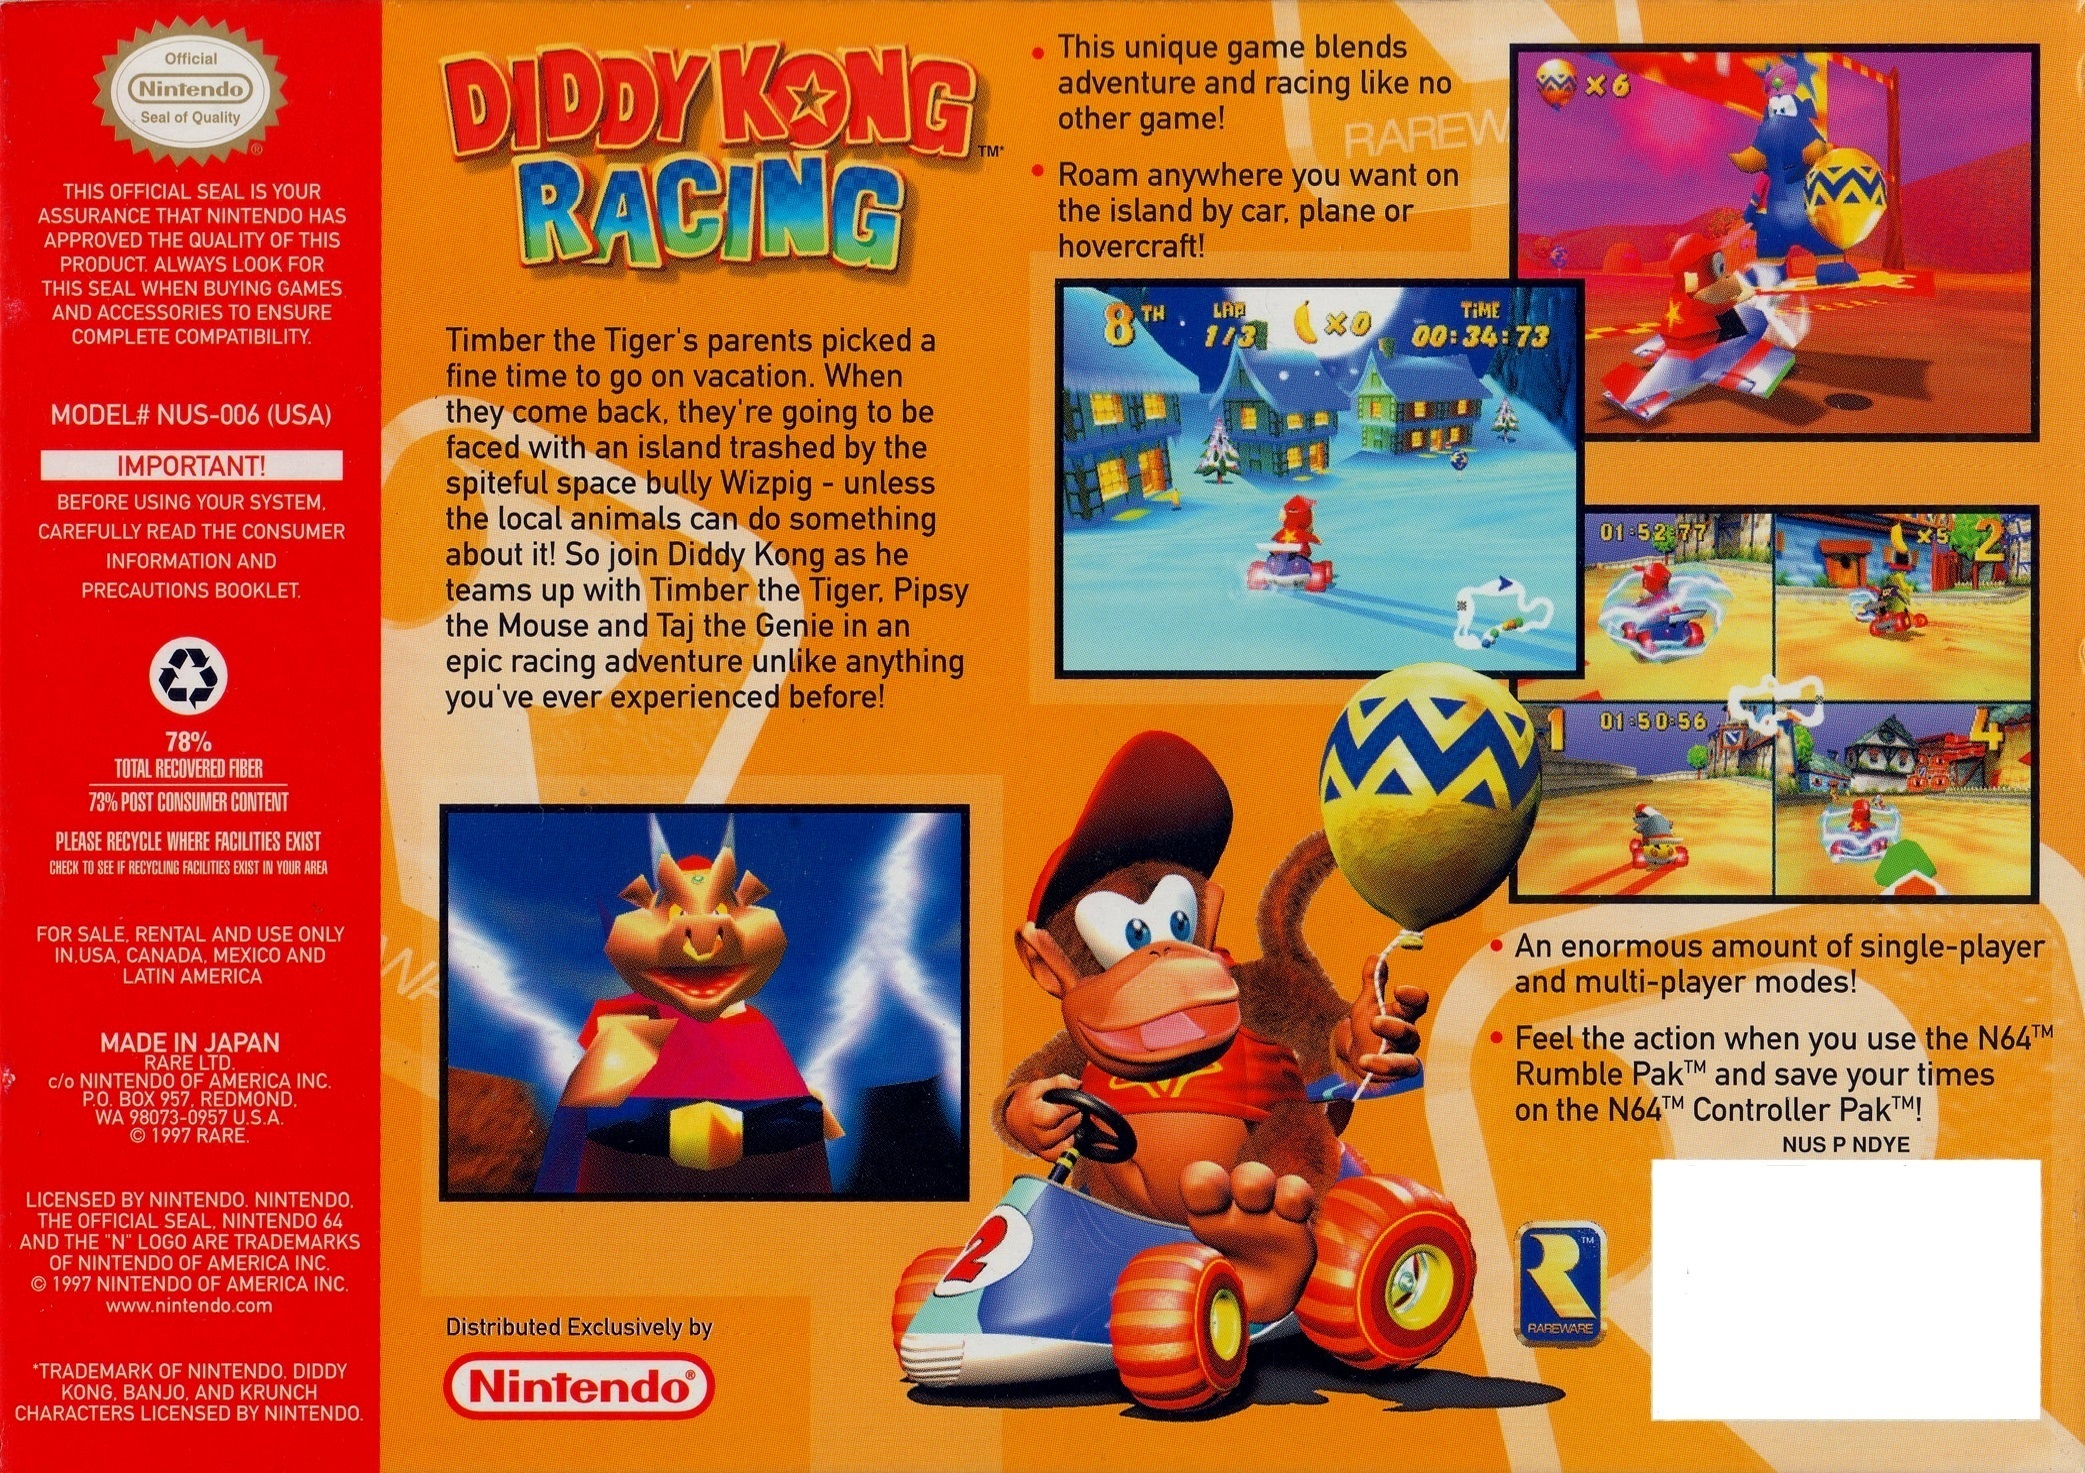 Official
Nintendo
Seal of Quality
THIS OFFICIAL SEAL IS YOUR
ASSURANCE THAT NINTENDO HAS
APPROVED THE QUALITY OF THIS
PRODUCT. ALWAYS LOOK FOR
THIS SEAL WHEN BUYING GAMES
AND ACCESSORIES TO ENSURE
COMPLETE COMPATIBILITY.
MODEL# NUS-006 (USA)
IMPORTANT!
BEFORE USING YOUR SYSTEM,
CAREFULLY READ THE CONSUMER
INFORMATION AND
PRECAUTIONS BOOKLET.
78%
TOTAL RECOVERED FIBER
73% POST CONSUMER CONTENT
PLEASE RECYCLE WHERE FACILITIES EXIST
CHECK TO SEE IF RECYCLING FACILITIES EXIST IN YOUR AREA
FOR SALE, RENTAL AND USE ONLY
IN,USA, CANADA, MEXICO AND
LATIN AMERICA
MADE IN JAPAN
RARE LTD.
c/o NINTENDO OF AMERICA INC.
P.O. BOX 957, REDMOND,
WA 98073-0957 U.S.A.
© 1997 RARE.
LICENSED BY NINTENDO. NINTENDO,
THE OFFICIAL SEAL, NINTENDO 64
AND THE "N" LOGO ARE TRADEMARKS
OF NINTENDO OF AMERICA INC.
© 1997 NINTENDO OF AMERICA INC.
www.nintendo.com
*TRADEMARK OF NINTENDO. DIDDY
KONG, BANJO, AND KRUNCH
CHARACTERS LICENSED BY NINTENDO.
DIDDY KONG
RACING
™*
Timber the Tiger's parents picked a
fine time to go on vacation. When
they come back, they're going to be
faced with an island trashed by the
spiteful space bully Wizpig - unless
the local animals can do something
about it! So join Diddy Kong as he
teams up with Timber the Tiger, Pipsy
the Mouse and Taj the Genie in an
epic racing adventure unlike anything
you've ever experienced before!
Distributed Exclusively by
Nintendo®
• This unique game blends
adventure and racing like no
other game!
• Roam anywhere you want on
the island by car, plane or
hovercraft!
RAREW
x6
8TH LAP 1/3 x0 TIME 00:34:73
01:52:77
x5 2
1 01:50:56
4
2
• An enormous amount of single-player
and multi-player modes!
• Feel the action when you use the N64™
Rumble Pak™ and save your times
on the N64™ Controller Pak™!
NUS P NDYE
R™
RAREWARE